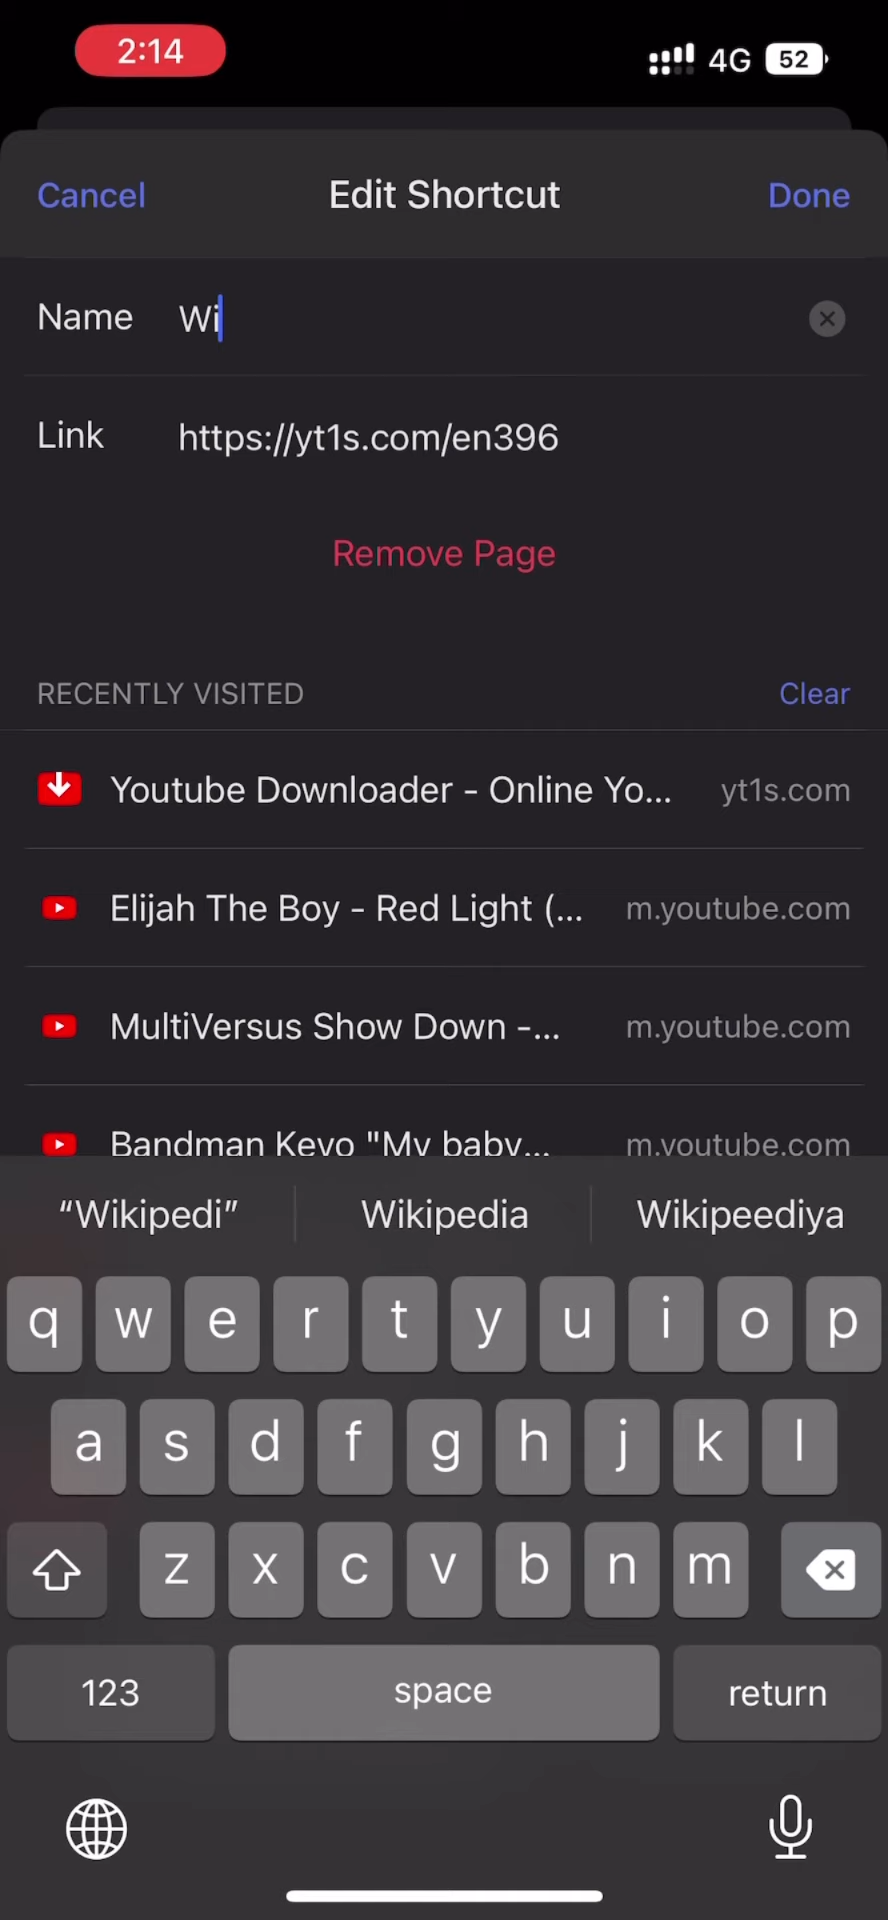 2:14 4G 52
Cancel Edit Shortcut Done
Name Wi
Link https://yt1s.com/en396
Remove Page
RECENTLY VISITED Clear
Youtube Downloader - Online Yo... yt1s.com
Elijah The Boy - Red Light (... m.youtube.com
MultiVersus Show Down -... m.youtube.com
Bandman Kevo "My baby... m.youtube.com
“Wikipedi” Wikipedia Wikipeediya
q w e r t y u i o p
a s d f g h j k l
z x c v b n m
123 space return